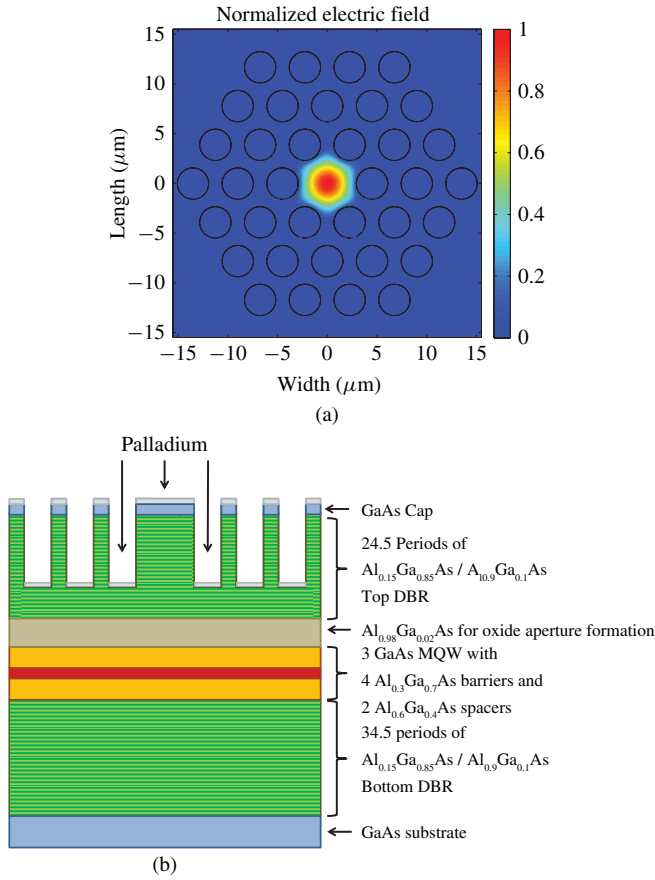 Normalized electric field
15
10
5
0
−5
−10
−15
Length (μm)
−15 −10 −5 0 5 10 15
Width (μm)
1
0.8
0.6
0.4
0.2
0
(a)
Palladium
GaAs Cap
24.5 Periods of
Al0.15Ga0.85As / Al0.9Ga0.1As
Top DBR
Al0.98Ga0.02As for oxide aperture formation
3 GaAs MQW with
4 Al0.3Ga0.7As barriers and
2 Al0.6Ga0.4As spacers
34.5 periods of
Al0.15Ga0.85As / Al0.9Ga0.1As
Bottom DBR
GaAs substrate
(b)